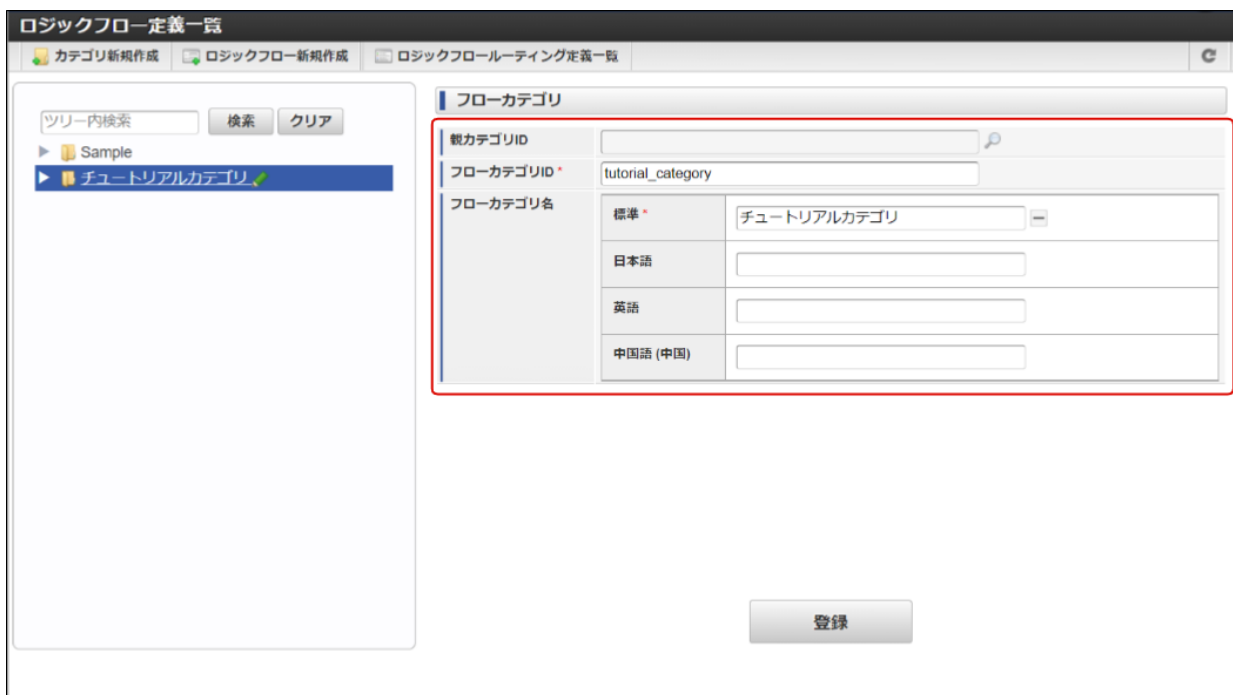 ロジックフロー定義一覧
カテゴリ新規作成 ロジックフロー新規作成 ロジックフロールーティング定義一覧
ツリー内検索 検索 クリア
Sample
チュートリアルカテゴリ
フローカテゴリ
親カテゴリID
フローカテゴリID * tutorial_category
フローカテゴリ名 標準 * チュートリアルカテゴリ
日本語
英語
中国語 (中国)
登録